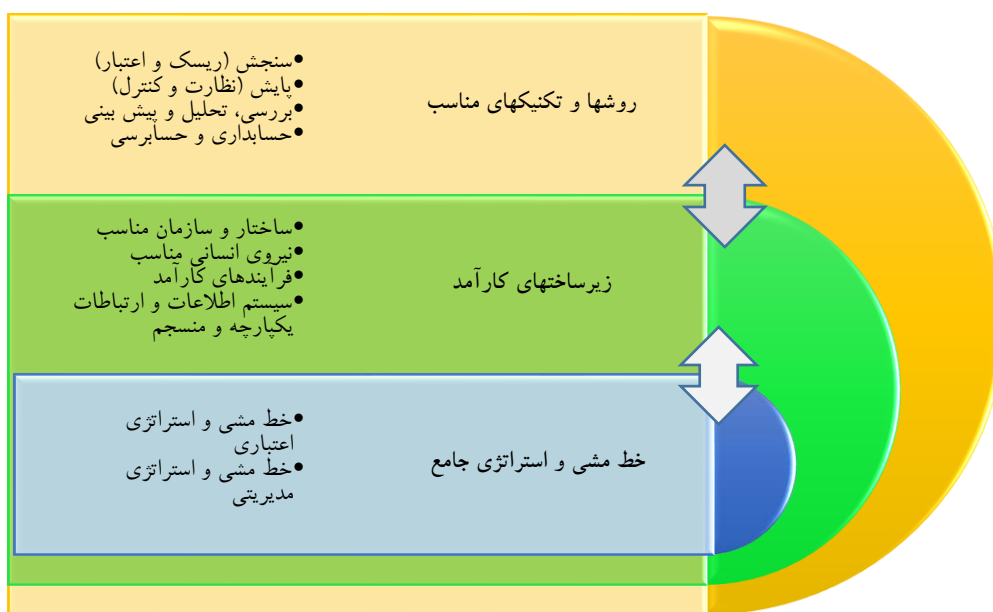 روشها و تکنیکهای مناسب
•سنجش (ریسک و اعتبار)
•پایش (نظارت و کنترل)
•بررسی، تحلیل و پیش بینی
•حسابداری و حسابرسی
زیرساختهای کارآمد
•ساختار و سازمان مناسب
•نیروی انسانی مناسب
•فرآیندهای کارآمد
•سیستم اطلاعات و ارتباطات
یکپارچه و منسجم
خط مشی و استراتژی جامع
•خط مشی و استراتژی
اعتباری
•خط مشی و استراتژی
مدیریتی